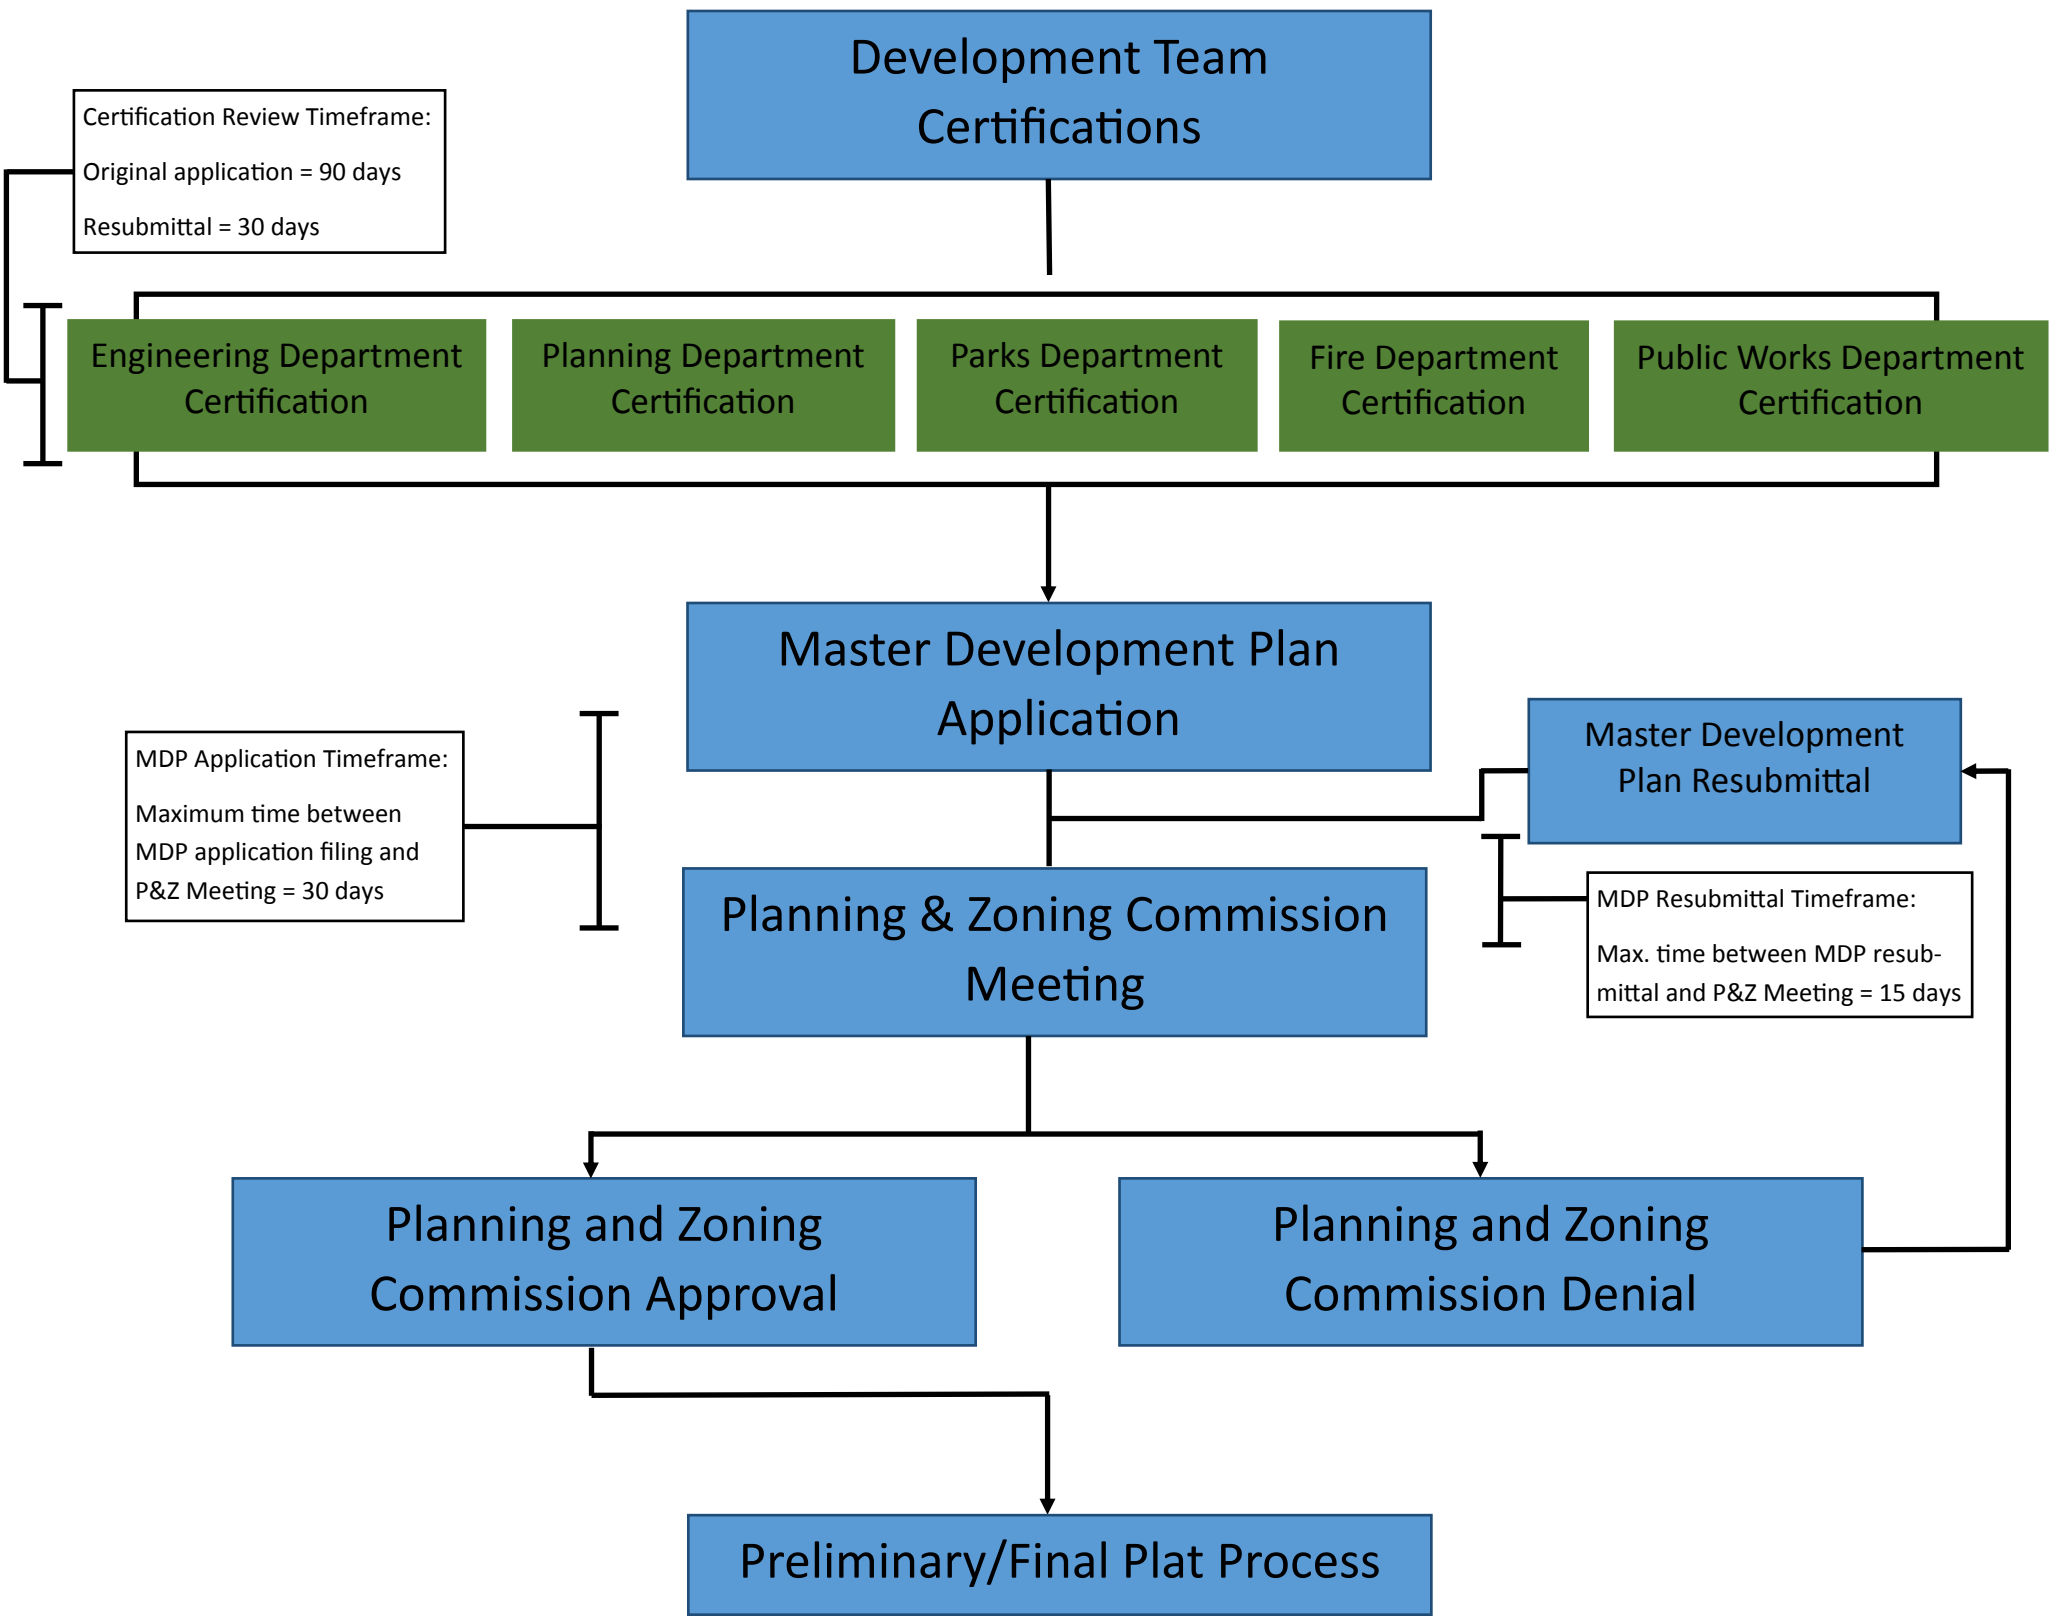 Development Team
Certifications
Certification Review Timeframe:
Original application = 90 days
Resubmittal = 30 days
Engineering Department
Certification
Planning Department
Certification
Parks Department
Certification
Fire Department
Certification
Public Works Department
Certification
Master Development Plan
Application
Master Development
Plan Resubmittal
MDP Application Timeframe:
Maximum time between
MDP application filing and
P&Z Meeting = 30 days
Planning & Zoning Commission
Meeting
MDP Resubmittal Timeframe:
Max. time between MDP resub-
mittal and P&Z Meeting = 15 days
Planning and Zoning
Commission Approval
Planning and Zoning
Commission Denial
Preliminary/Final Plat Process